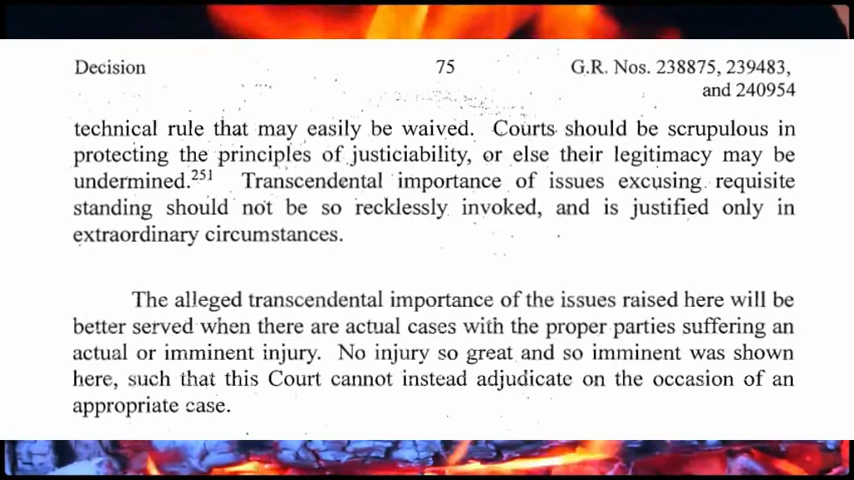 Decision 75 G.R. Nos. 238875, 239483,
and 240954
technical rule that may easily be waived. Courts should be scrupulous in
protecting the principles of justiciability, or else their legitimacy may be
undermined.251 Transcendental importance of issues excusing requisite
standing should not be so recklessly invoked, and is justified only in
extraordinary circumstances.
The alleged transcendental importance of the issues raised here will be
better served when there are actual cases with the proper parties suffering an
actual or imminent injury. No injury so great and so imminent was shown
here, such that this Court cannot instead adjudicate on the occasion of an
appropriate case.